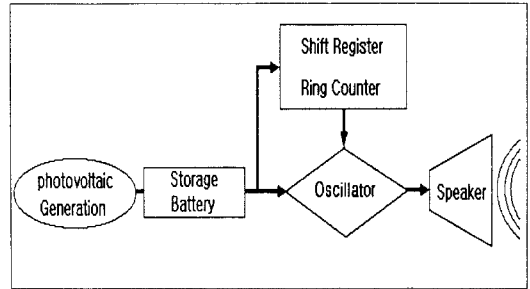 Shift Register
Ring Counter
photovoltaic
Generation
Storage
Battery
Oscillator
Speaker